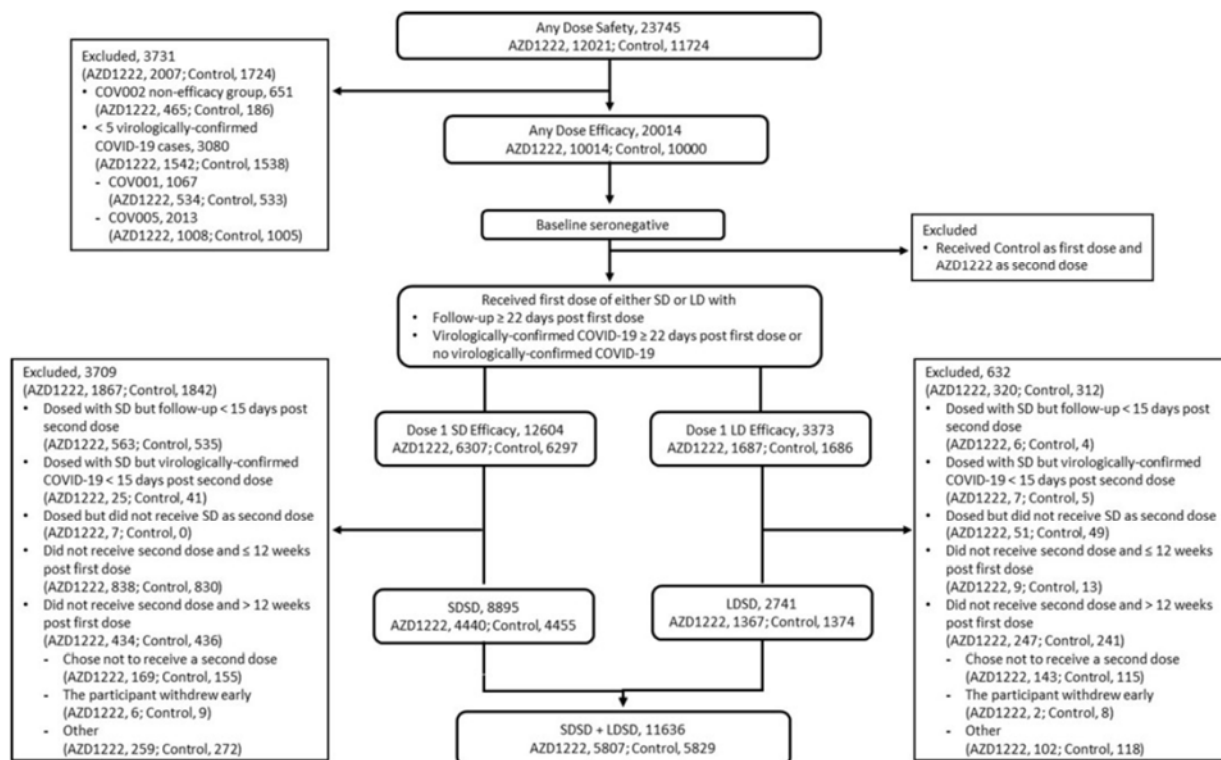 Any Dose Safety, 23745
AZD1222, 12021; Control, 11724
Excluded, 3731
(AZD1222, 2007; Control, 1724)
• COV002 non-efficacy group, 651
(AZD1222, 465; Control, 186)
• < 5 virologically-confirmed
COVID-19 cases, 3080
(AZD1222, 1542; Control, 1538)
- COV001, 1067
(AZD1222, 534; Control, 533)
- COV005, 2013
(AZD1222, 1008; Control, 1005)
Any Dose Efficacy, 20014
AZD1222, 10014; Control, 10000
Baseline seronegative
Excluded
• Received Control as first dose and
AZD1222 as second dose
Received first dose of either SD or LD with
• Follow-up ≥ 22 days post first dose
• Virologically-confirmed COVID-19 ≥ 22 days post first dose or
no virologically-confirmed COVID-19
Excluded, 3709
(AZD1222, 1867; Control, 1842)
• Dosed with SD but follow-up < 15 days post
second dose
(AZD1222, 563; Control, 535)
• Dosed with SD but virologically-confirmed
COVID-19 < 15 days post second dose
(AZD1222, 25; Control, 41)
• Dosed but did not receive SD as second dose
(AZD1222, 7; Control, 0)
• Did not receive second dose and ≤ 12 weeks
post first dose
(AZD1222, 838; Control, 830)
• Did not receive second dose and > 12 weeks
post first dose
(AZD1222, 434; Control, 436)
- Chose not to receive a second dose
(AZD1222, 169; Control, 155)
- The participant withdrew early
(AZD1222, 6; Control, 9)
- Other
(AZD1222, 259; Control, 272)
Dose 1 SD Efficacy, 12604
AZD1222, 6307; Control, 6297
Dose 1 LD Efficacy, 3373
AZD1222, 1687; Control, 1686
Excluded, 632
(AZD1222, 320; Control, 312)
• Dosed with SD but follow-up < 15 days post
second dose
(AZD1222, 6; Control, 4)
• Dosed with SD but virologically-confirmed
COVID-19 < 15 days post second dose
(AZD1222, 7; Control, 5)
• Dosed but did not receive SD as second dose
(AZD1222, 51; Control, 49)
• Did not receive second dose and ≤ 12 weeks
post first dose
(AZD1222, 9; Control, 13)
• Did not receive second dose and > 12 weeks
post first dose
(AZD1222, 247; Control, 241)
- Chose not to receive a second dose
(AZD1222, 143; Control, 115)
- The participant withdrew early
(AZD1222, 2; Control, 8)
- Other
(AZD1222, 102; Control, 118)
SDSD, 8895
AZD1222, 4440; Control, 4455
LDSD, 2741
AZD1222, 1367; Control, 1374
SDSD + LDSD, 11636
AZD1222, 5807; Control, 5829